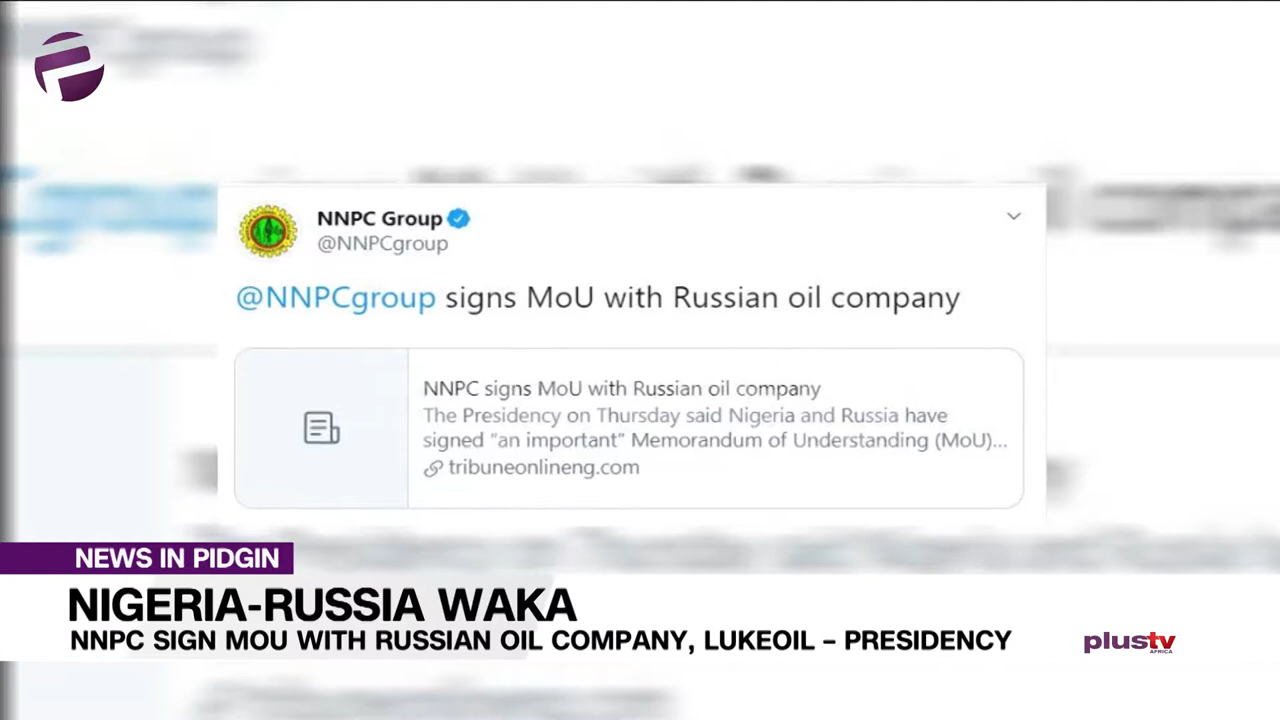 NNPC Group
@NNPCgroup
@NNPCgroup signs MoU with Russian oil company
NNPC signs MoU with Russian oil company
The Presidency on Thursday said Nigeria and Russia have
signed “an important” Memorandum of Understanding (MoU)...
tribuneonlineng.com
NEWS IN PIDGIN
NIGERIA-RUSSIA WAKA
NNPC SIGN MOU WITH RUSSIAN OIL COMPANY, LUKEOIL – PRESIDENCY
plustv
AFRICA